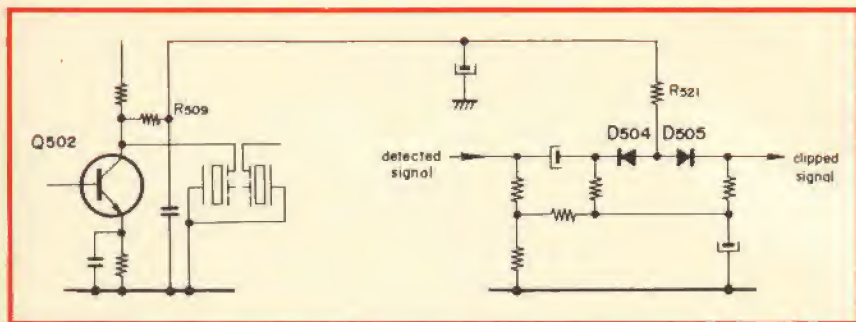 R509
Q502
R521
D504 D505
detected
signal
clipped
signal